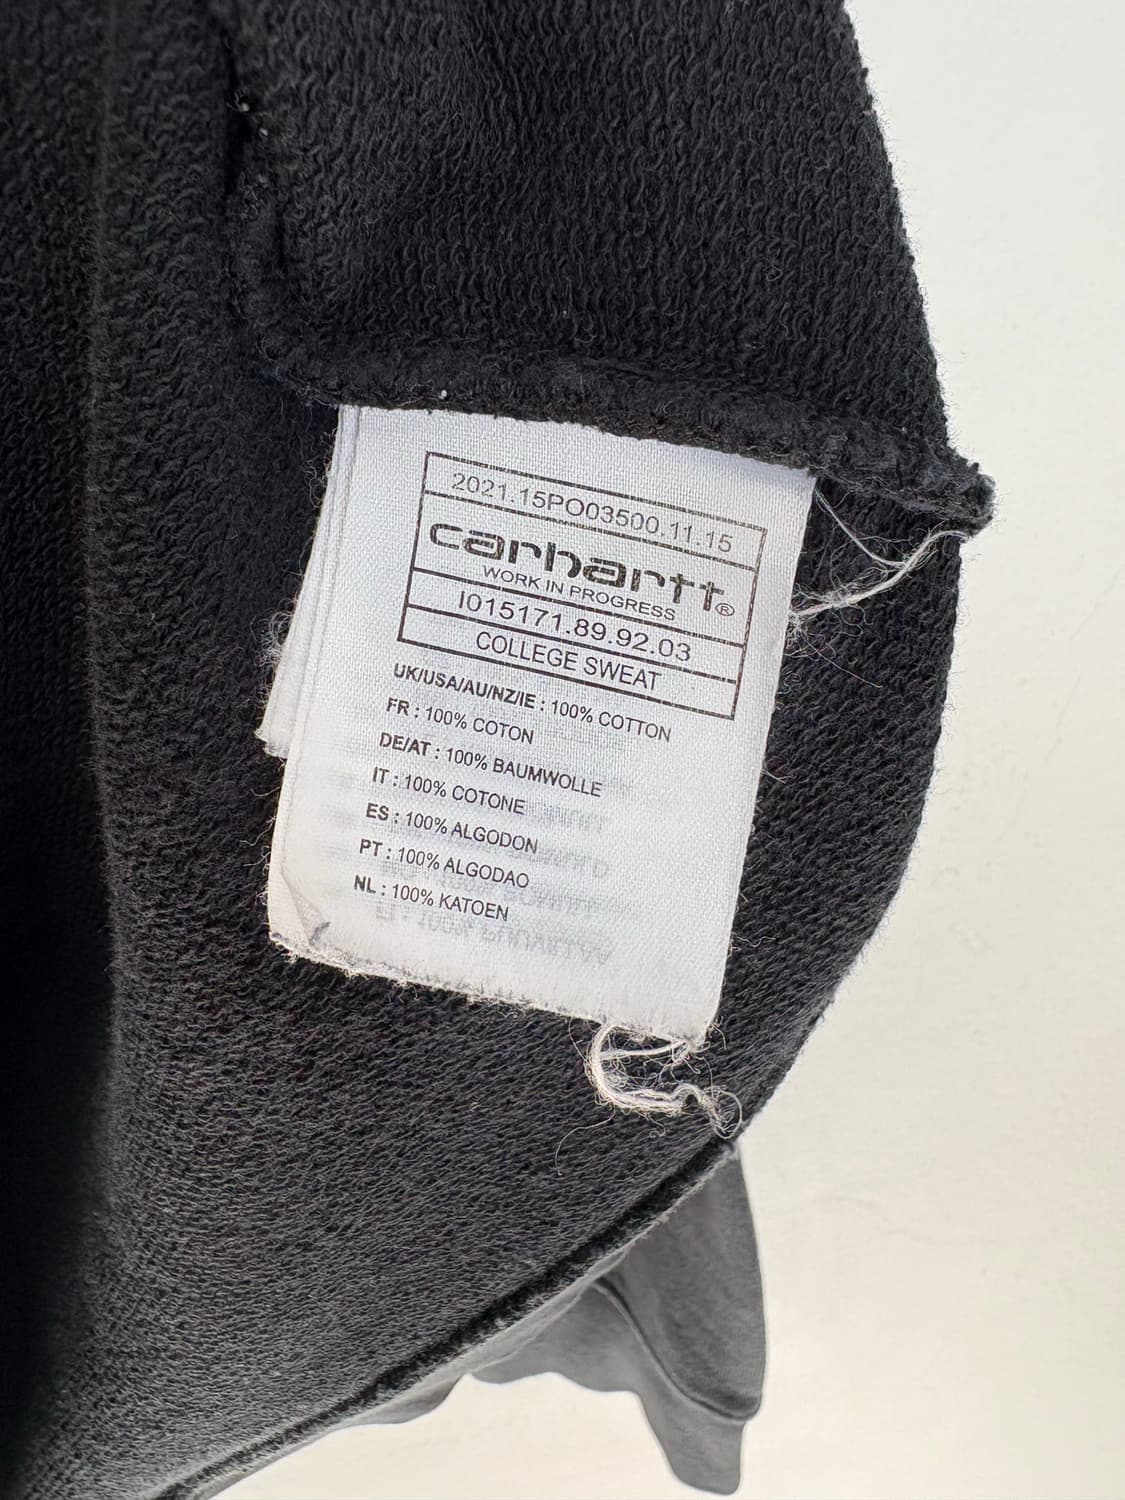 2021.15PO03500.11.15
carhartt®
WORK IN PROGRESS
I015171.89.92.03
COLLEGE SWEAT
UK/USA/AU/NZ/IE : 100% COTTON
FR : 100% COTON
DE/AT : 100% BAUMWOLLE
IT : 100% COTONE
ES : 100% ALGODON
PT : 100% ALGODAO
NL : 100% KATOEN